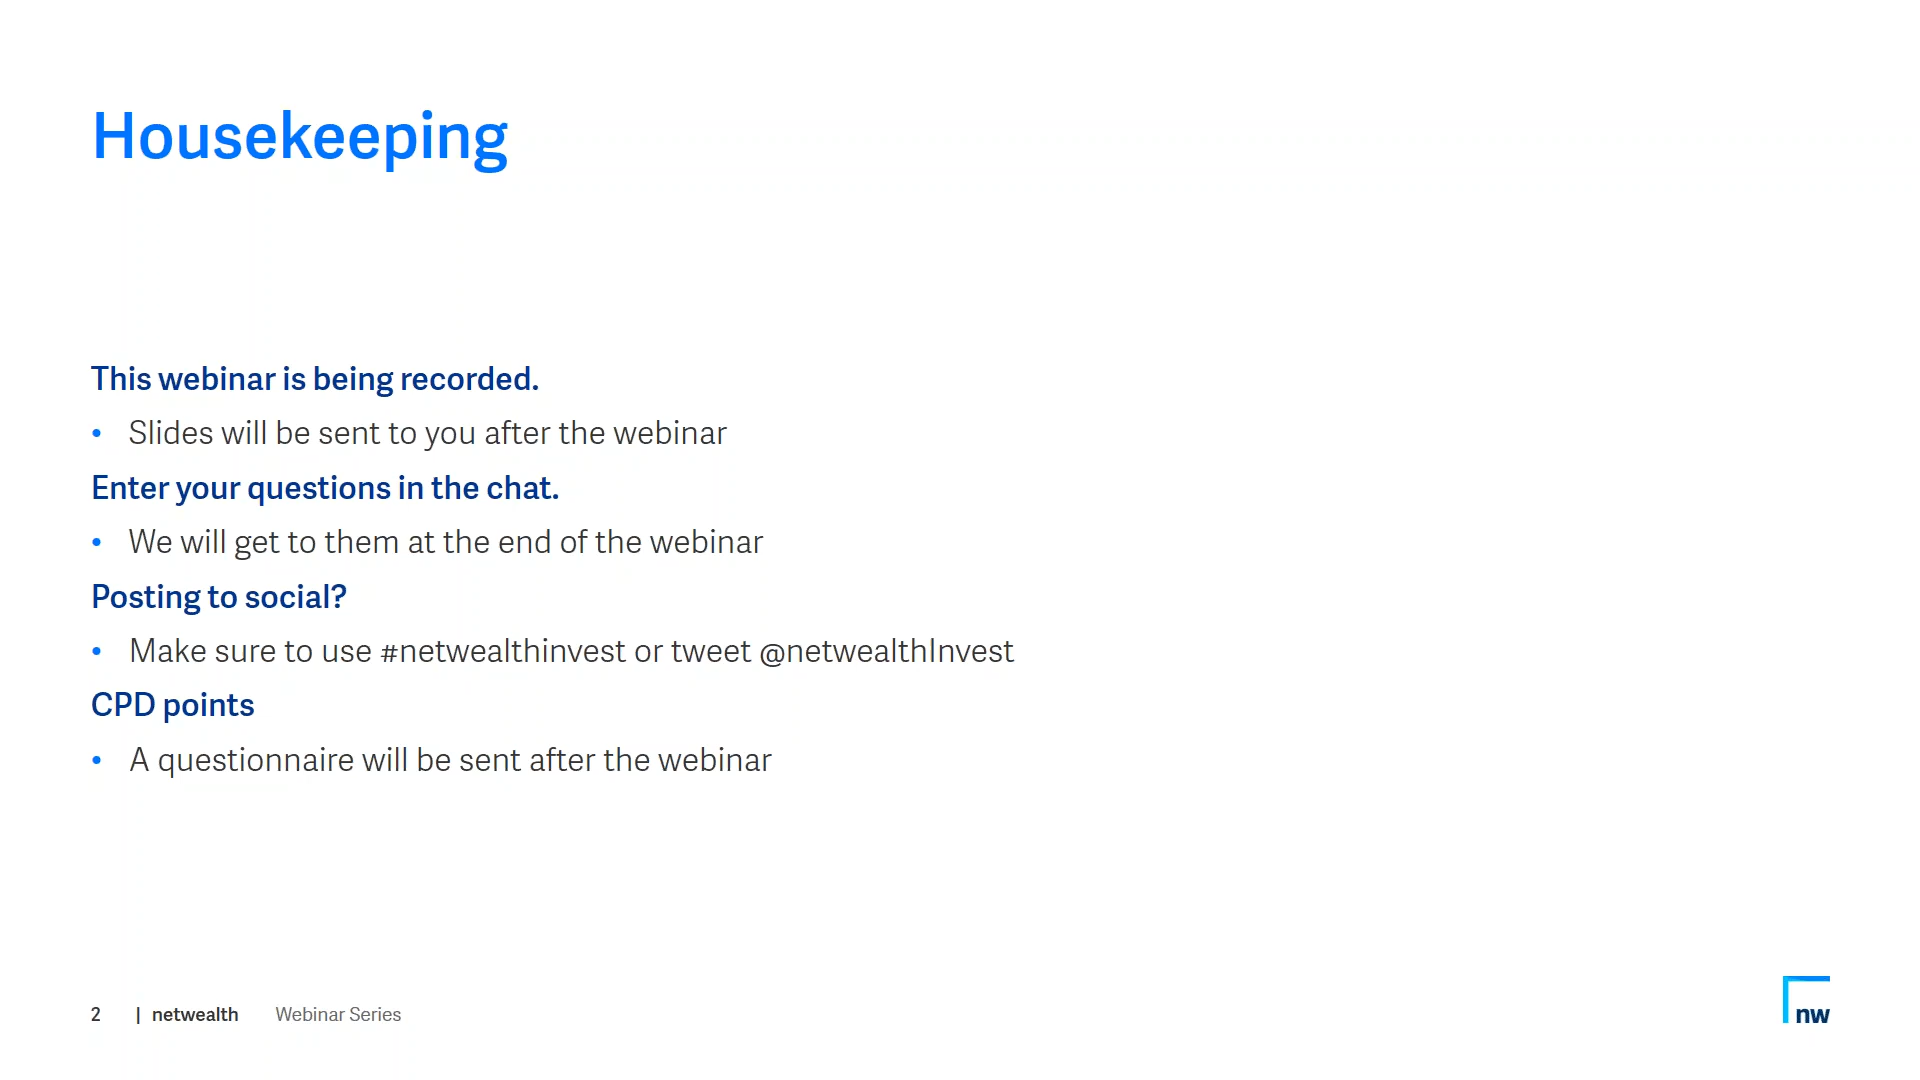 Housekeeping
This webinar is being recorded.
• Slides will be sent to you after the webinar
Enter your questions in the chat.
• We will get to them at the end of the webinar
Posting to social?
• Make sure to use #netwealthinvest or tweet @netwealthInvest
CPD points
• A questionnaire will be sent after the webinar
2 | netwealth Webinar Series
nw